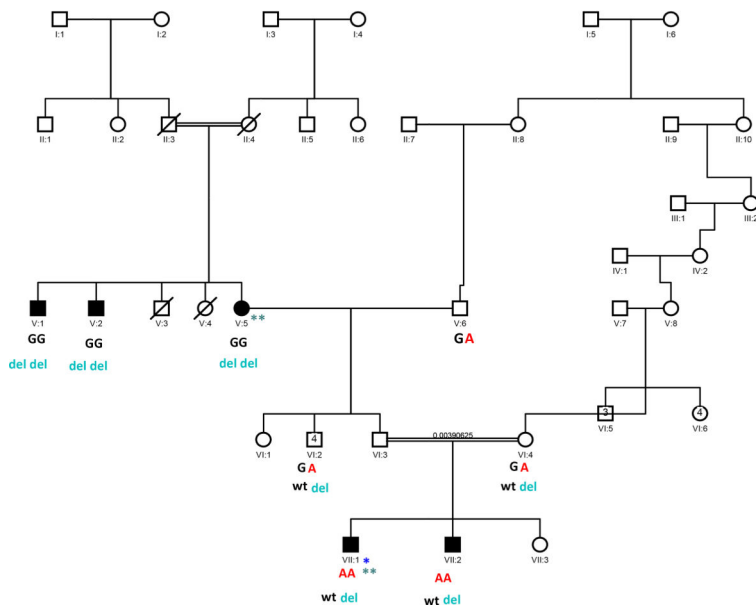 I:1 I:2 I:3 I:4 I:5 I:6
II:1 II:2 II:3 II:4 II:5 II:6 II:7 II:8 II:9 II:10
III:1 III:2
IV:1 IV:2
V:1 V:2 V:3 V:4 V:5 ** V:6 V:7 V:8
GG GG GG GA
del del del del del del
4 0.00390625 3 4
VI:1 VI:2 VI:3 VI:4 VI:5 VI:6
GA GA
wt del wt del
VII:1 * VII:2 VII:3
AA ** AA
wt del wt del